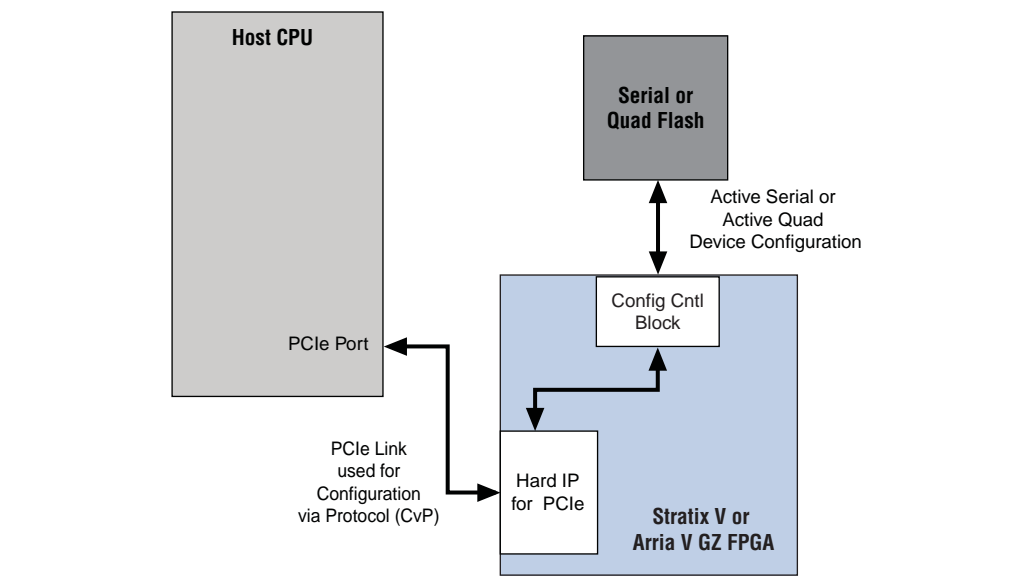 Host CPU
Serial or
Quad Flash
Active Serial or
Active Quad
Device Configuration
Config Cntl
Block
PCIe Port
PCIe Link
used for
Configuration
via Protocol (CvP)
Hard IP
for PCIe
Stratix V or
Arria V GZ FPGA